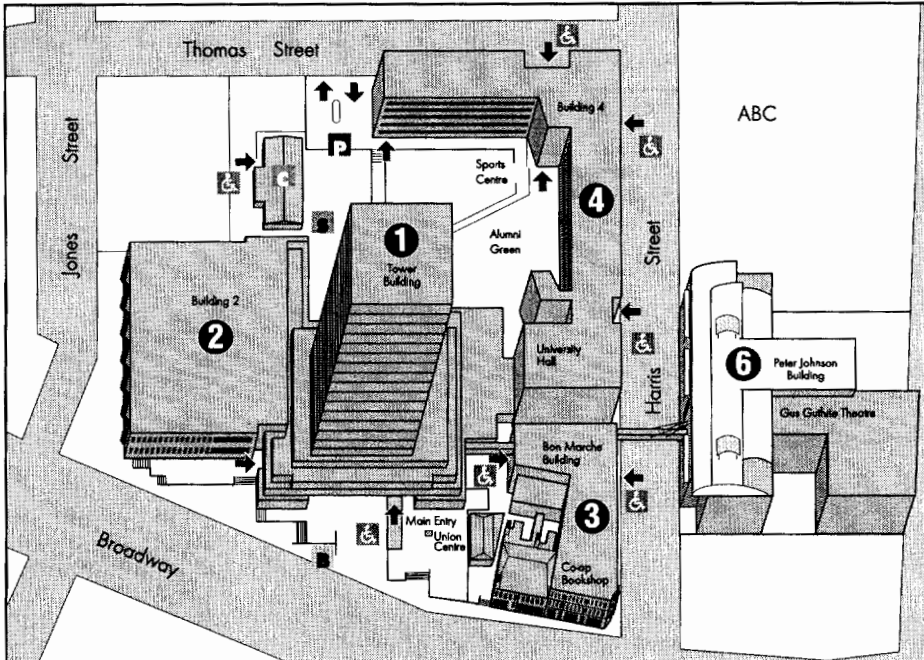 Thomas Street
Jones Street
Harris Street
Broadway
ABC
Building 4
4
P
C
Sports
Centre
Alumni
Green
1
Tower
Building
Building 2
2
University
Hall
6
Peter Johnson
Building
Gus Guthrie Theatre
Bon Marche
Building
3
Main Entry
Union
Centre
Co-op
Bookshop
B